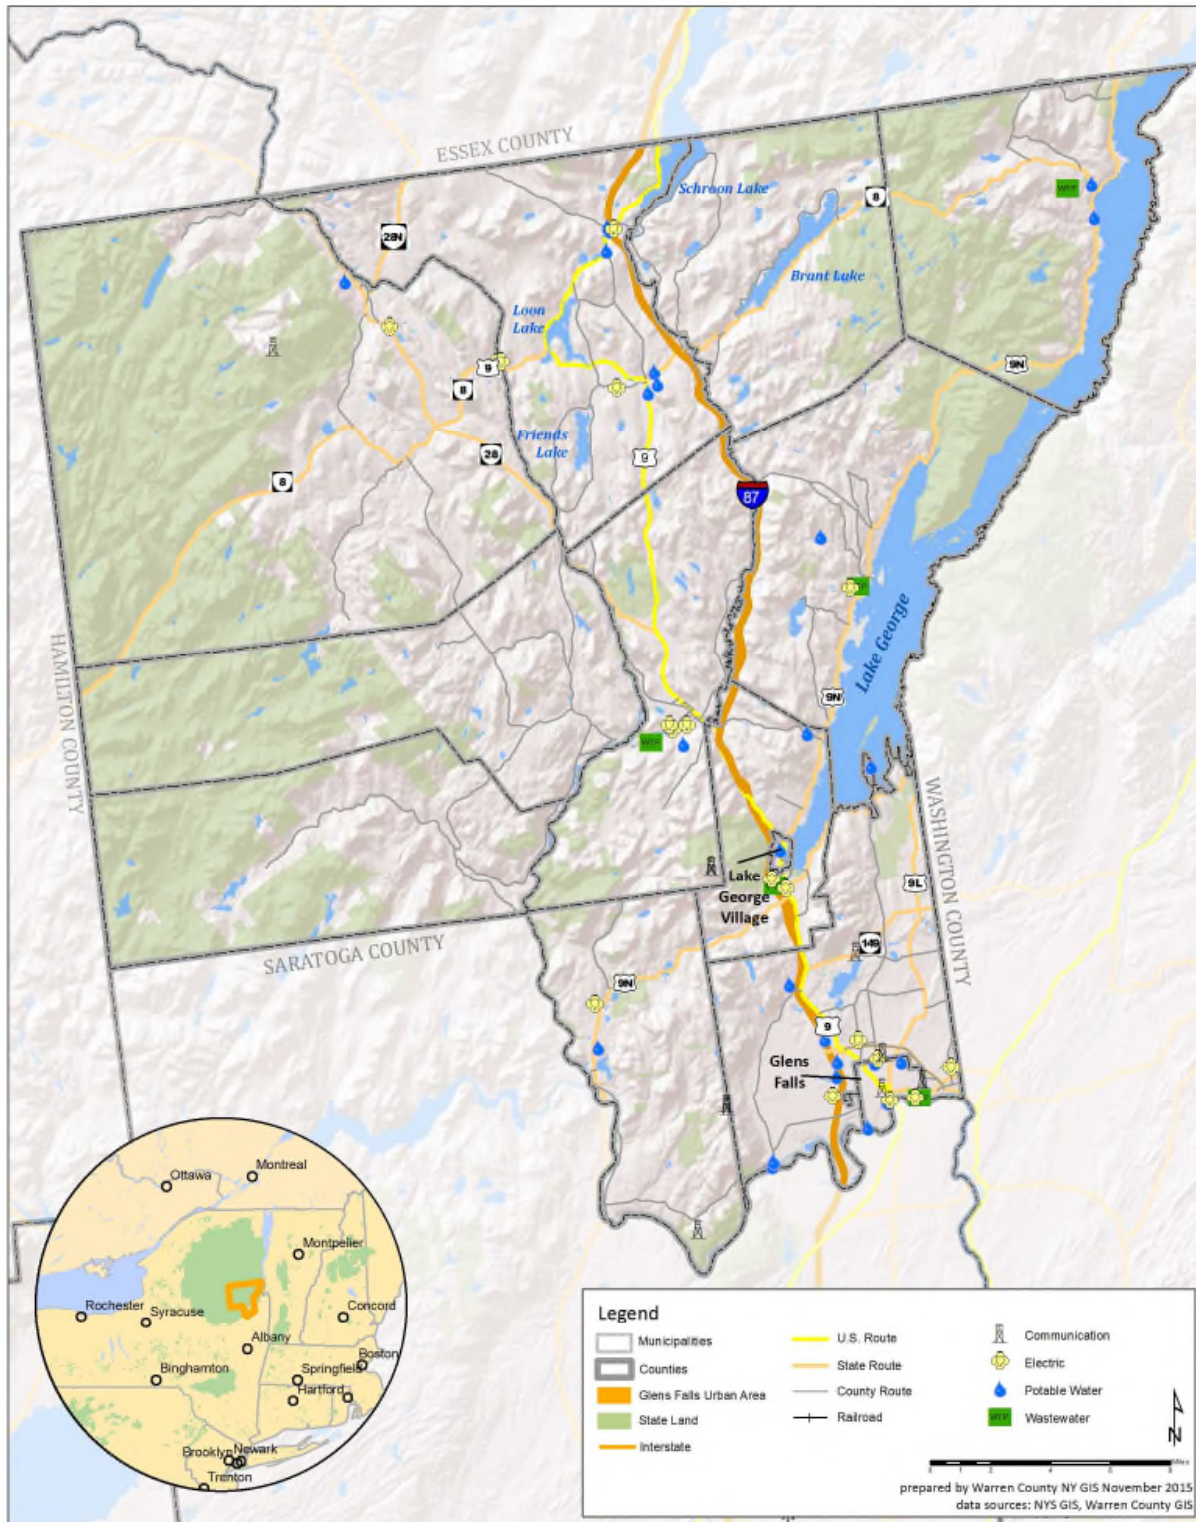 ESSEX COUNTY
Schroon Lake
8
28N
Brant Lake
Loon
Lake
9N
9
8
Friends
Lake
28
9
8
87
HAMILTON COUNTY
Lake George
9N
WTP
WTP
WASHINGTON COUNTY
Lake
George
Village
9L
SARATOGA COUNTY
149
9N
9
Glens
Falls
Ottawa
Montreal
Montpelier
Rochester
Syracuse
Concord
Albany
Boston
Binghamton
Springfield
Hartford
Brooklyn
Newark
Trenton
Legend
Municipalities
Counties
Glens Falls Urban Area
State Land
Interstate
U.S. Route
State Route
County Route
Railroad
Communication
Electric
Potable Water
WTP
Wastewater
N
prepared by Warren County NY GIS November 2015
data sources: NYS GIS, Warren County GIS